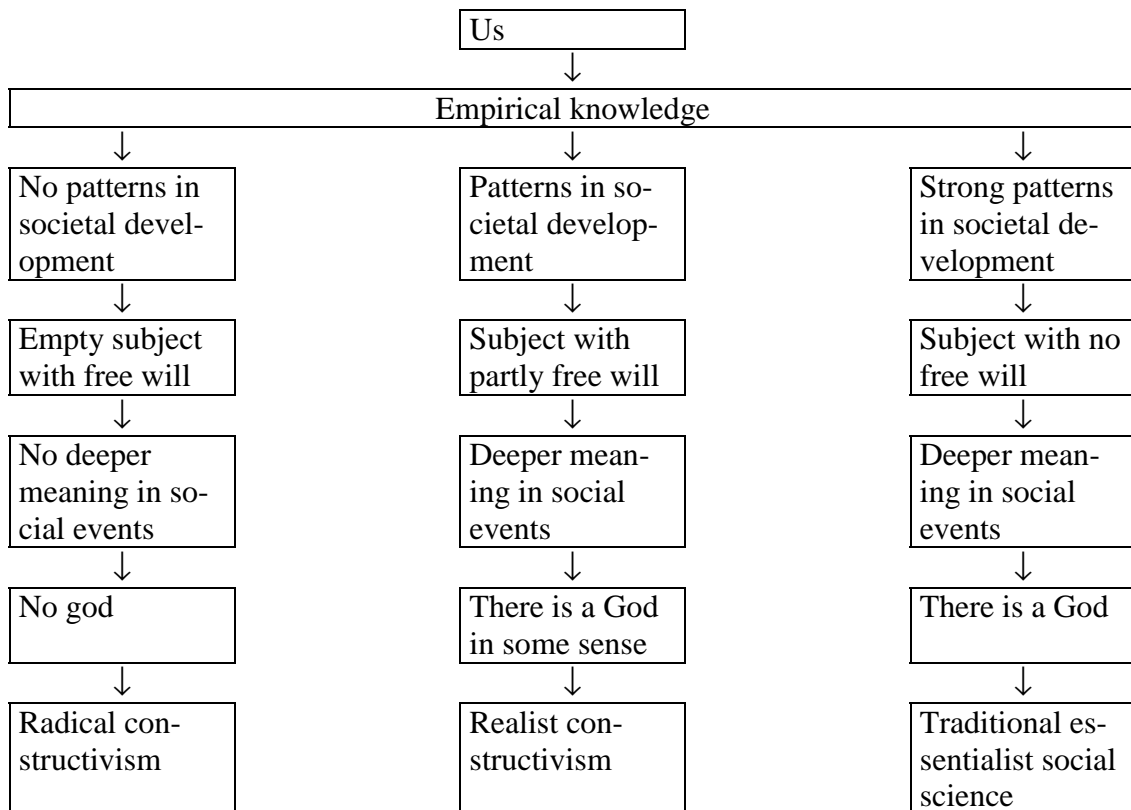 Us
↓
Empirical knowledge
↓ ↓ ↓
No patterns in
societal devel-
opment
Patterns in so-
cietal develop-
ment
Strong patterns
in societal de-
velopment
↓ ↓ ↓
Empty subject
with free will
Subject with
partly free will
Subject with no
free will
↓ ↓ ↓
No deeper
meaning in so-
cial events
Deeper mean-
ing in social
events
Deeper mean-
ing in social
events
↓ ↓ ↓
No god
There is a God
in some sense
There is a God
↓ ↓ ↓
Radical con-
structivism
Realist con-
structivism
Traditional es-
sentialist social
science